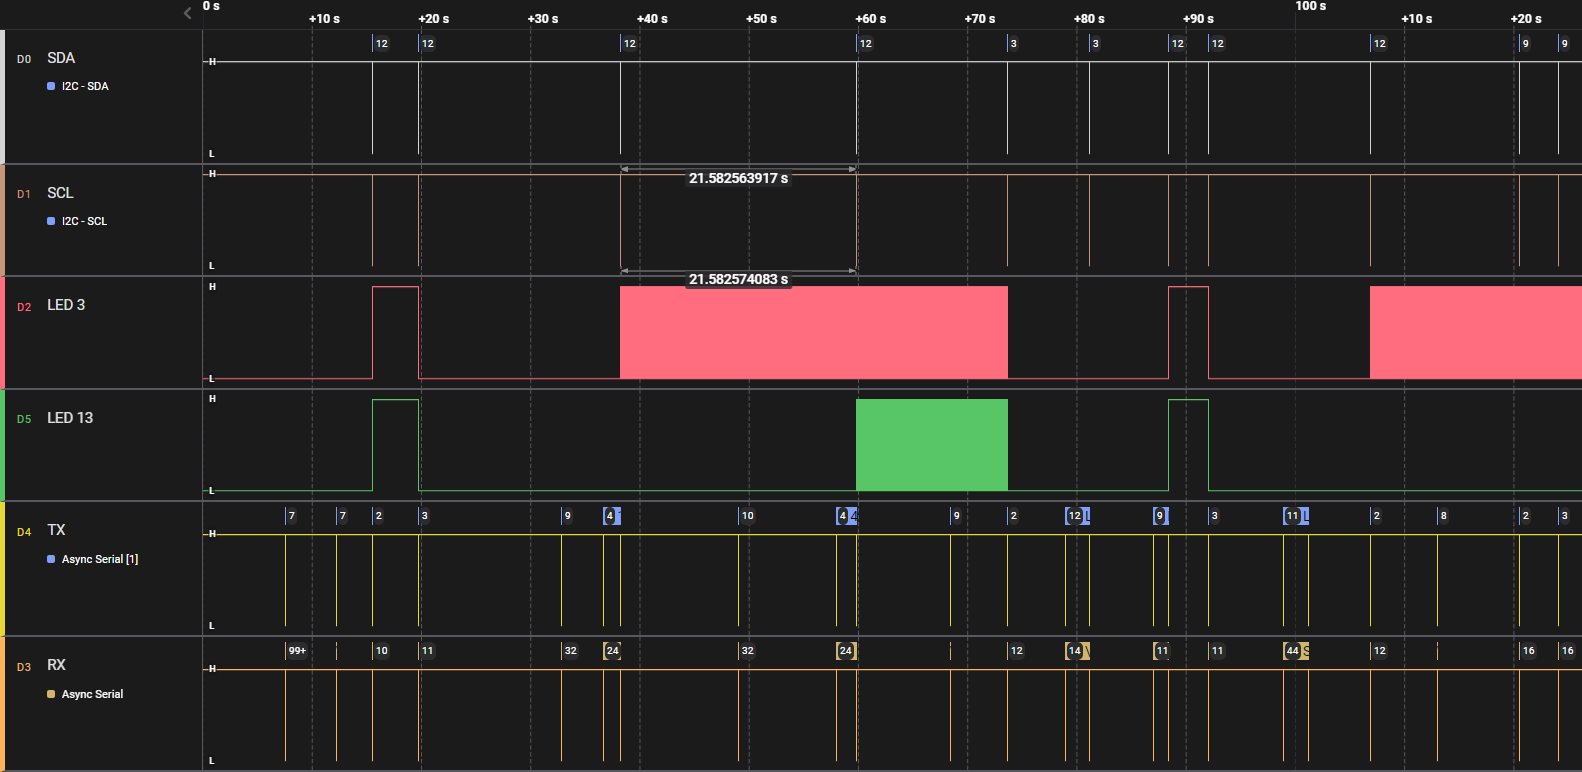 0 s 100 s
+10 s +20 s +30 s +40 s +50 s +60 s +70 s +80 s +90 s +10 s +20 s
D0 SDA
I2C - SDA
12 12 12 12 3 3 12 12 12 9 9
H
L
D1 SCL
I2C - SCL
H
21.582563917 s
L
D2 LED 3
H
21.582574083 s
L
D5 LED 13
H
L
D4 TX
Async Serial [1]
7 7 2 3 9 4 10 4 9 2 12 L 9 3 11 L 2 8 2 3
H
L
D3 RX
Async Serial
99+ 10 11 32 24 32 24 12 14 11 11 44 S 12 16 16
H
L